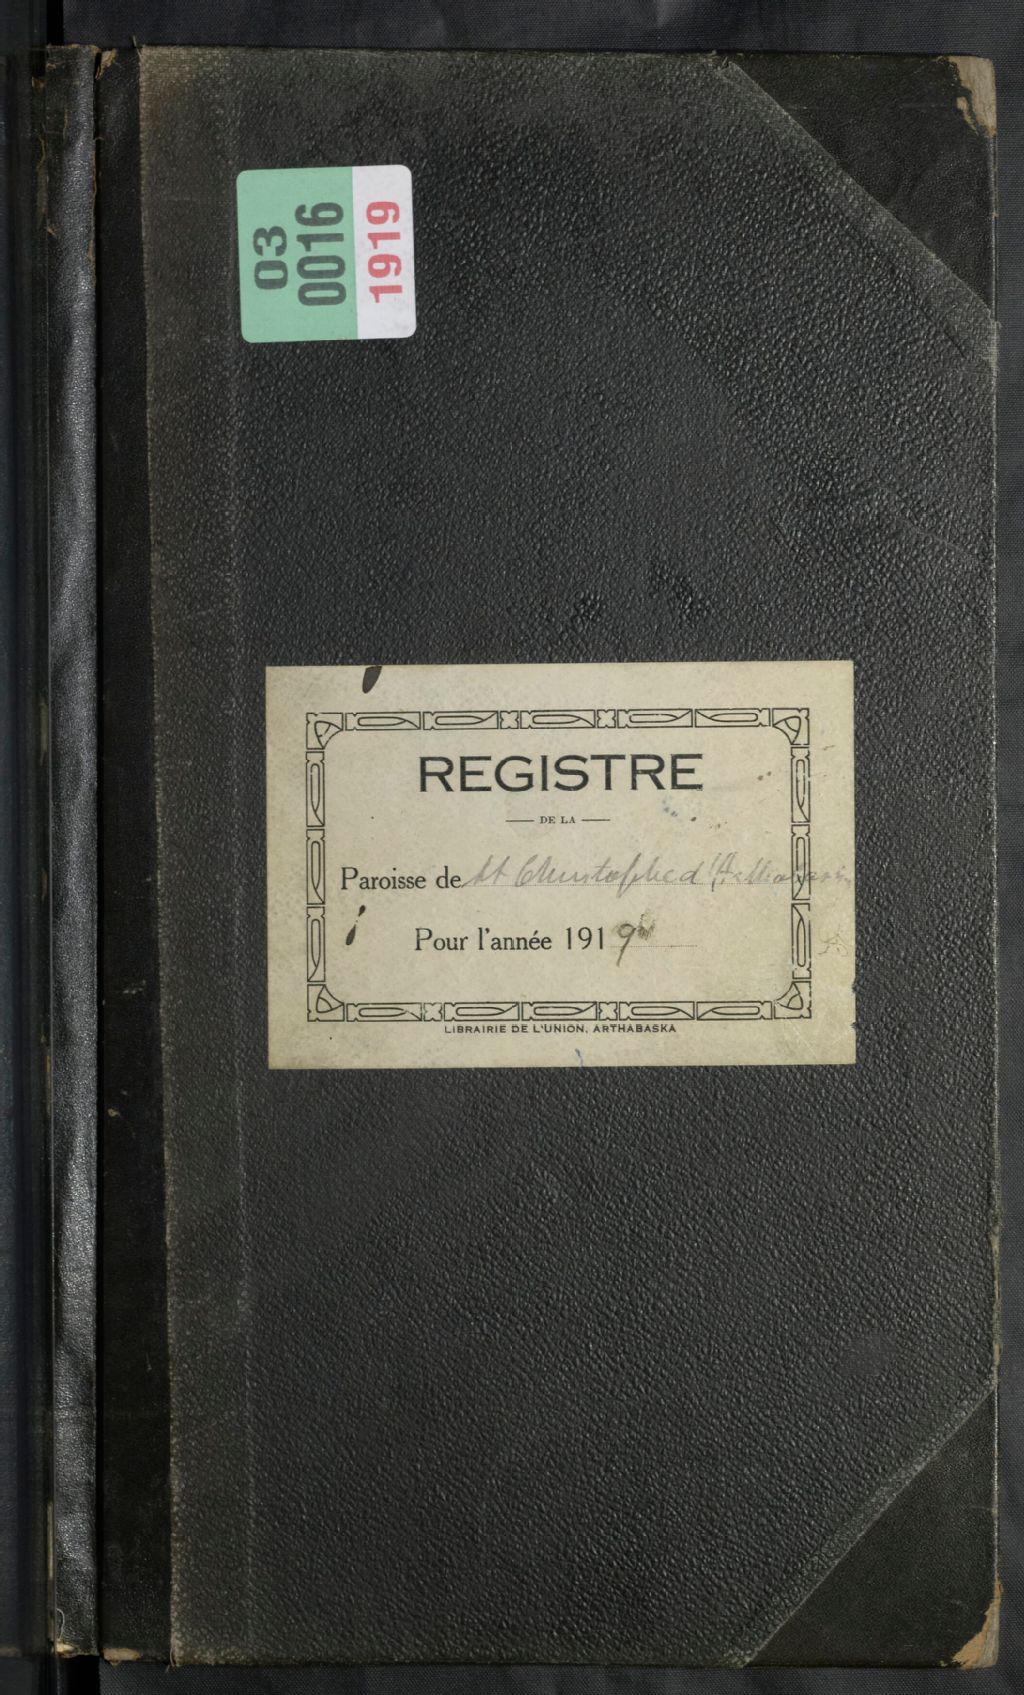 03
0016
1919
REGISTRE
DE LA
Paroisse de St Christophe d'Arthabaska
Pour l'année 1919
LIBRAIRIE DE L'UNION, ARTHABASKA